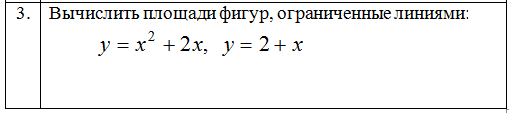 3. Вычислить площади фигур, ограниченные линиями:
y = x² + 2x, y = 2 + x